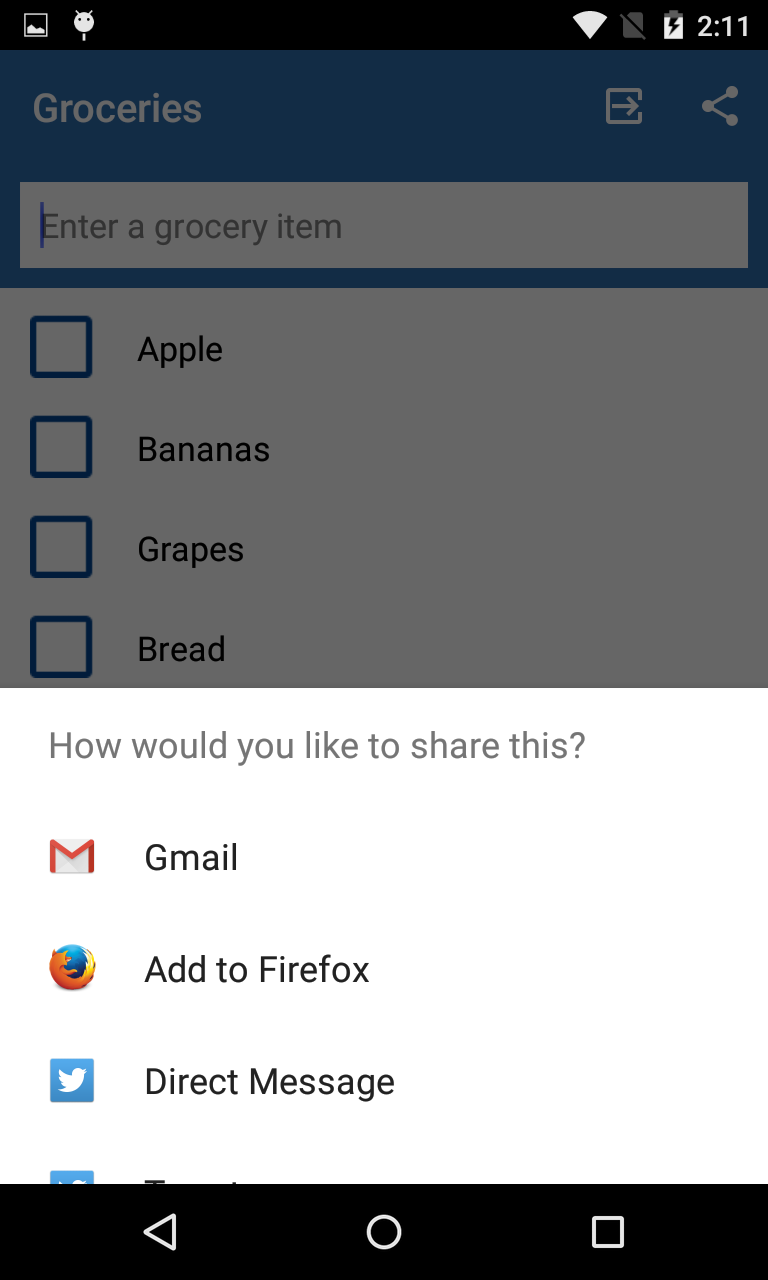 2:11
Groceries
Enter a grocery item
Apple
Bananas
Grapes
Bread
How would you like to share this?
Gmail
Add to Firefox
Direct Message